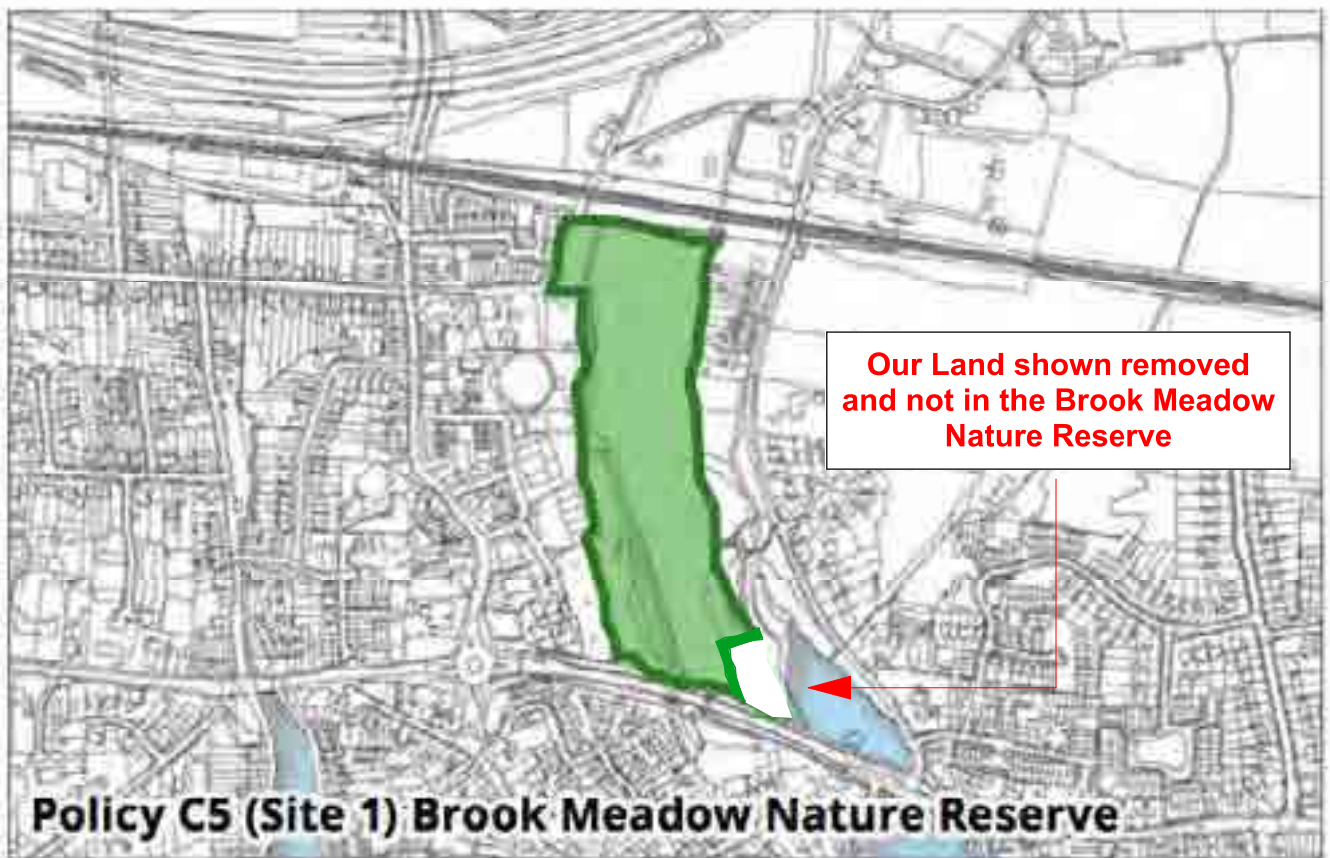 Our Land shown removed
and not in the Brook Meadow
Nature Reserve
Policy C5 (Site 1) Brook Meadow Nature Reserve